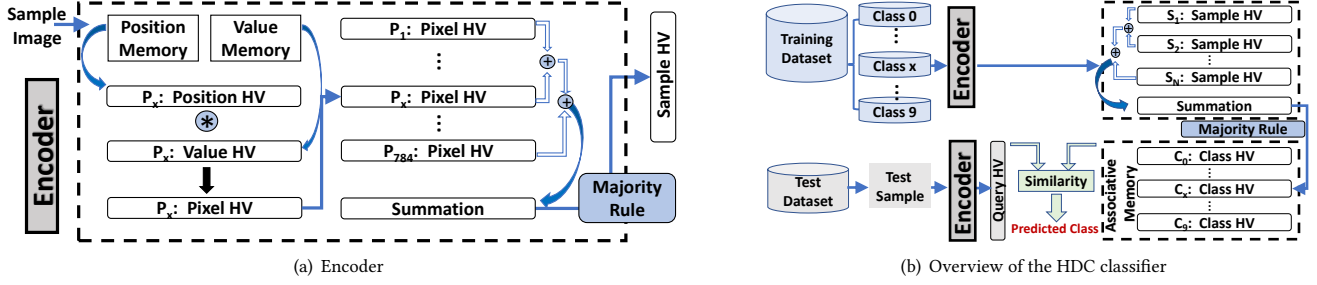 Sample
Image
Position
Memory
Value
Memory
Encoder
Pₓ: Position HV
⊛
Pₓ: Value HV
Pₓ: Pixel HV
P₁: Pixel HV
⋮
Pₓ: Pixel HV
⋮
P₇₈₄: Pixel HV
Summation
⊕
⊕
Majority
Rule
Sample HV
(a) Encoder
Training
Dataset
Class 0
⋮
Class x
⋮
Class 9
Encoder
S₁: Sample HV
S₂: Sample HV
⋮
S_N: Sample HV
Summation
⊕
⊕
Majority Rule
Test
Dataset
Test
Sample
Encoder
Query HV
Similarity
Predicted Class
Associative
Memory
C₀: Class HV
⋮
Cₓ: Class HV
⋮
C₉: Class HV
(b) Overview of the HDC classifier